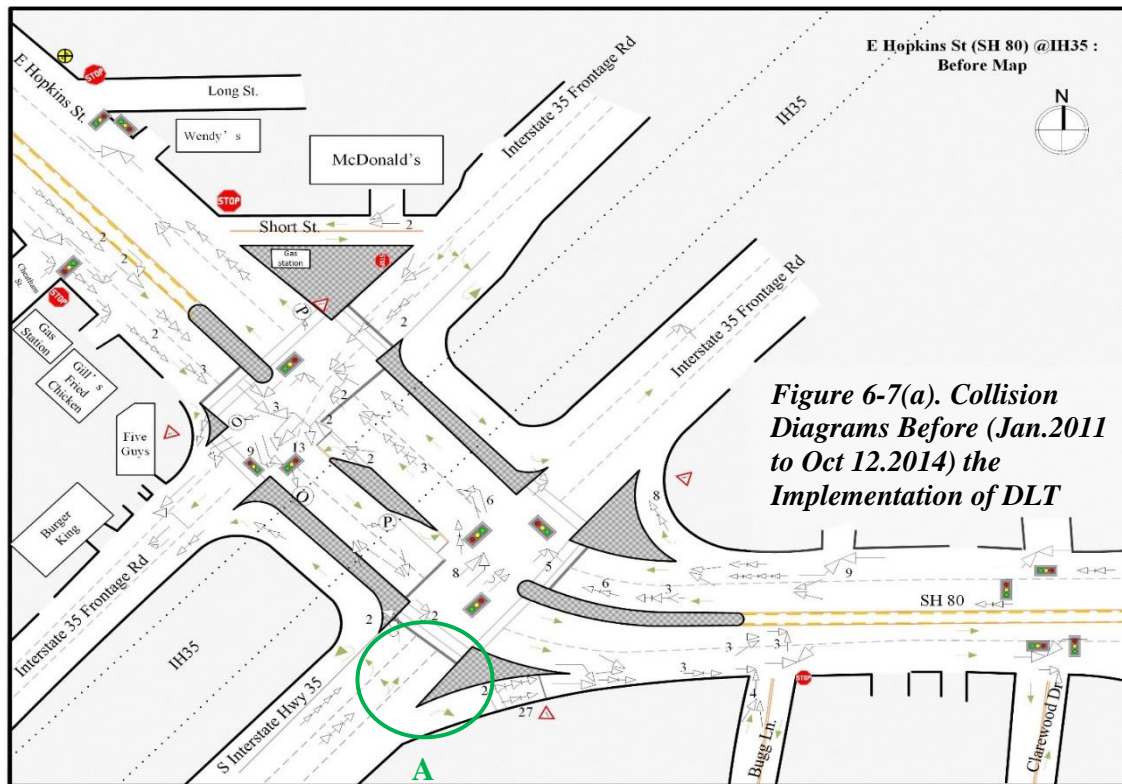 E Hopkins St (SH 80) @IH35 :
Before Map
N
E Hopkins St.
STOP
Long St.
Wendy' s
McDonald's
Interstate 35 Frontage Rd
IH35
STOP
Short St.
2
Gas
station
P
2
2
2
Cheatham
St.
STOP
2
3
Gas
Station
Gill' s
Fried
Chicken
Five
Guys
Burger
King
Interstate 35 Frontage Rd
Figure 6-7(a). Collision
Diagrams Before (Jan.2011
to Oct 12.2014) the
Implementation of DLT
2
3
2
3
O
9
13
2
O
P
6
8
8
5
6
3
9
SH 80
Interstate 35 Frontage Rd
IH35
2
2
3
3
3
2
27
4
STOP
S Interstate Hwy 35
A
Bugg Ln.
Clarewood Dr.